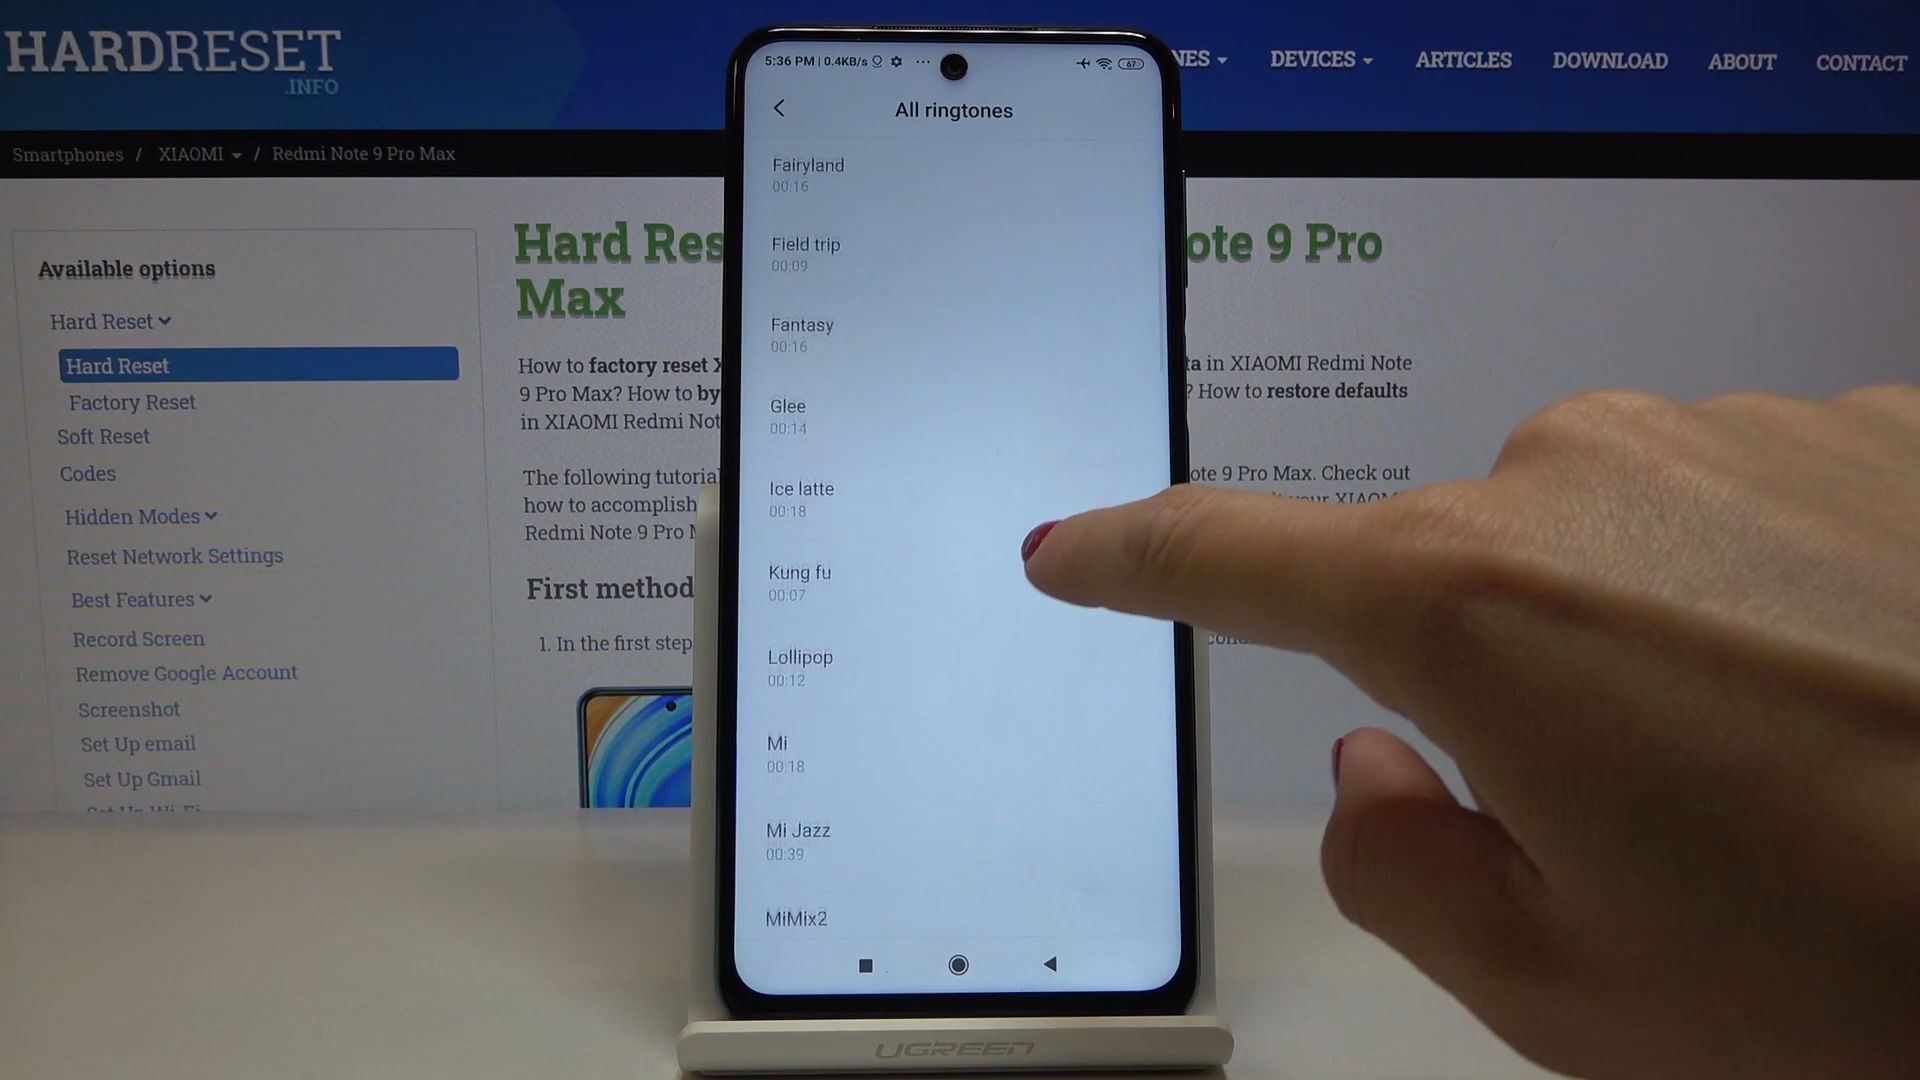 HARDRESET
.INFO
DEVICES
ARTICLES
DOWNLOAD
ABOUT
CONTACT
Smartphones / XIAOMI / Redmi Note 9 Pro Max
Available options
Hard Reset
Hard Reset
Factory Reset
Soft Reset
Codes
Hidden Modes
Reset Network Settings
Best Features
Record Screen
Remove Google Account
Screenshot
Set Up email
Set Up Gmail
Set Up Wi-Fi
Hard Res ote 9 Pro
Max
How to factory reset X ta in XIAOMI Redmi Note
9 Pro Max? How to by ? How to restore defaults
in XIAOMI Redmi Not
The following tutoria ote 9 Pro Max. Check out
how to accomplish your XIAOMI
Redmi Note 9 Pro
First method
1. In the first step
5:36 PM | 0.4KB/s ... 67
All ringtones
Fairyland
00:16
Field trip
00:09
Fantasy
00:16
Glee
00:14
Ice latte
00:18
Kung fu
00:07
Lollipop
00:12
Mi
00:18
Mi Jazz
00:39
MiMix2
UGREEN